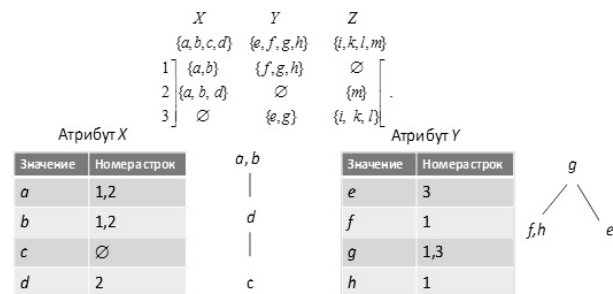 X Y Z
{a,b,c,d} {e,f,g,h} {i,k,l,m}
1 ] {a,b} {f,g,h} ∅ [
2 ] {a, b, d} ∅ {m} [ .
3 ] ∅ {e,g} {i, k, l} [
Атрибут X
Значение Номера строк
a 1,2
b 1,2
c ∅
d 2
a, b
d
c
Атрибут Y
Значение Номера строк
e 3
f 1
g 1,3
h 1
g
f,h e